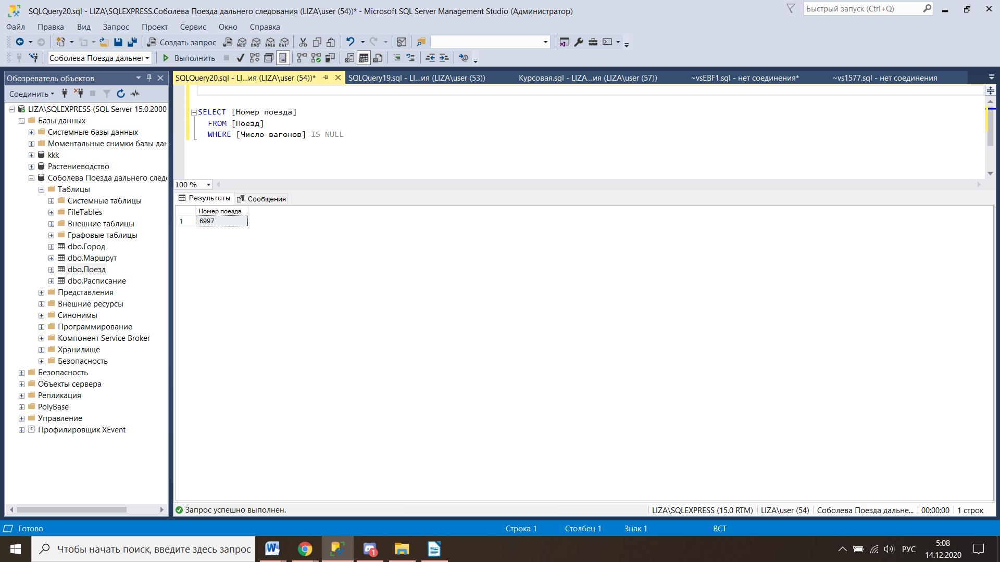 SQLQuery20.sql - LIZA\SQLEXPRESS.Соболева Поезда дальнего следования (LIZA\user (54))* - Microsoft SQL Server Management Studio (Администратор)
Быстрый запуск (Ctrl+Q)
Файл Правка Вид Запрос Проект Сервис Окно Справка
Создать запрос MDX DMX XMLA DAX
Соболева Поезда дальнег Выполнить
Обозреватель объектов
SQLQuery20.sql - LI...ия (LIZA\user (54))* SQLQuery19.sql - LI...ия (LIZA\user (53)) Курсовая.sql - LIZA...ия (LIZA\user (57)) ~vsEBF1.sql - нет соединения* ~vs1577.sql - нет соединения
Соединить
LIZA\SQLEXPRESS (SQL Server 15.0.2000
Базы данных
Системные базы данных
Моментальные снимки базы дан
kkk
Растениеводство
Соболева Поезда дальнего следо
Таблицы
Системные таблицы
FileTables
Внешние таблицы
Графовые таблицы
dbo.Город
dbo.Маршрут
dbo.Поезд
dbo.Расписание
Представления
Внешние ресурсы
Синонимы
Программирование
Компонент Service Broker
Хранилище
Безопасность
Безопасность
Объекты сервера
Репликация
PolyBase
Управление
Профилировщик XEvent
SELECT [Номер поезда]
FROM [Поезд]
WHERE [Число вагонов] IS NULL
100 %
Результаты Сообщения
Номер поезда
1 6997
Запрос успешно выполнен. LIZA\SQLEXPRESS (15.0 RTM) LIZA\user (54) Соболева Поезда дальне... 00:00:00 1 строк
Готово Строка 1 Столбец 1 Знак 1 ВСТ
Чтобы начать поиск, введите здесь запрос
1
РУС
5:08
14.12.2020